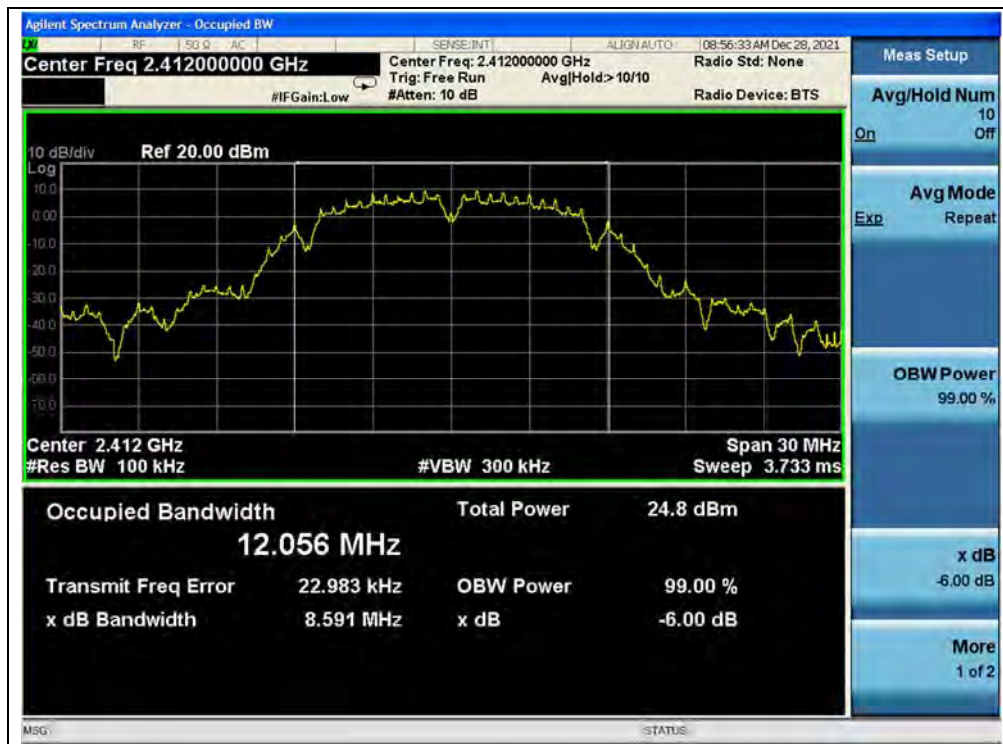 Agilent Spectrum Analyzer - Occupied BW
LXI RF 50 Ω AC SENSE:INT ALIGN AUTO 08:56:33 AM Dec 28, 2021
Center Freq 2.412000000 GHz Center Freq: 2.412000000 GHz Radio Std: None
Trig: Free Run Avg|Hold:> 10/10
#IFGain:Low #Atten: 10 dB Radio Device: BTS
10 dB/div Ref 20.00 dBm
Log
10.0
0.00
-10.0
-20.0
-30.0
-40.0
-50.0
-60.0
-70.0
Center 2.412 GHz Span 30 MHz
#Res BW 100 kHz #VBW 300 kHz Sweep 3.733 ms
Occupied Bandwidth Total Power 24.8 dBm
12.056 MHz
Transmit Freq Error 22.983 kHz OBW Power 99.00 %
x dB Bandwidth 8.591 MHz x dB -6.00 dB
MSG STATUS
Meas Setup
Avg/Hold Num
10
On Off
Avg Mode
Exp Repeat
OBW Power
99.00 %
x dB
-6.00 dB
More
1 of 2